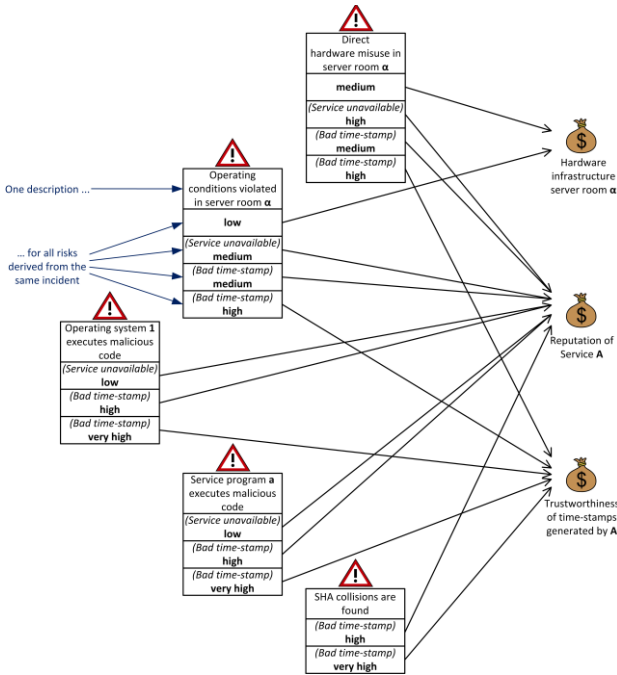 Direct
hardware misuse in
server room α
medium
(Service unavailable)
high
(Bad time-stamp)
medium
(Bad time-stamp)
high
Hardware
infrastructure
server room α
One description ...
Operating
conditions violated
in server room α
low
(Service unavailable)
medium
(Bad time-stamp)
medium
(Bad time-stamp)
high
... for all risks
derived from the
same incident
Operating system 1
executes malicious
code
(Service unavailable)
low
(Bad time-stamp)
high
(Bad time-stamp)
very high
Reputation of
Service A
Service program a
executes malicious
code
(Service unavailable)
low
(Bad time-stamp)
high
(Bad time-stamp)
very high
Trustworthiness
of time-stamps
generated by A
SHA collisions are
found
(Bad time-stamp)
high
(Bad time-stamp)
very high